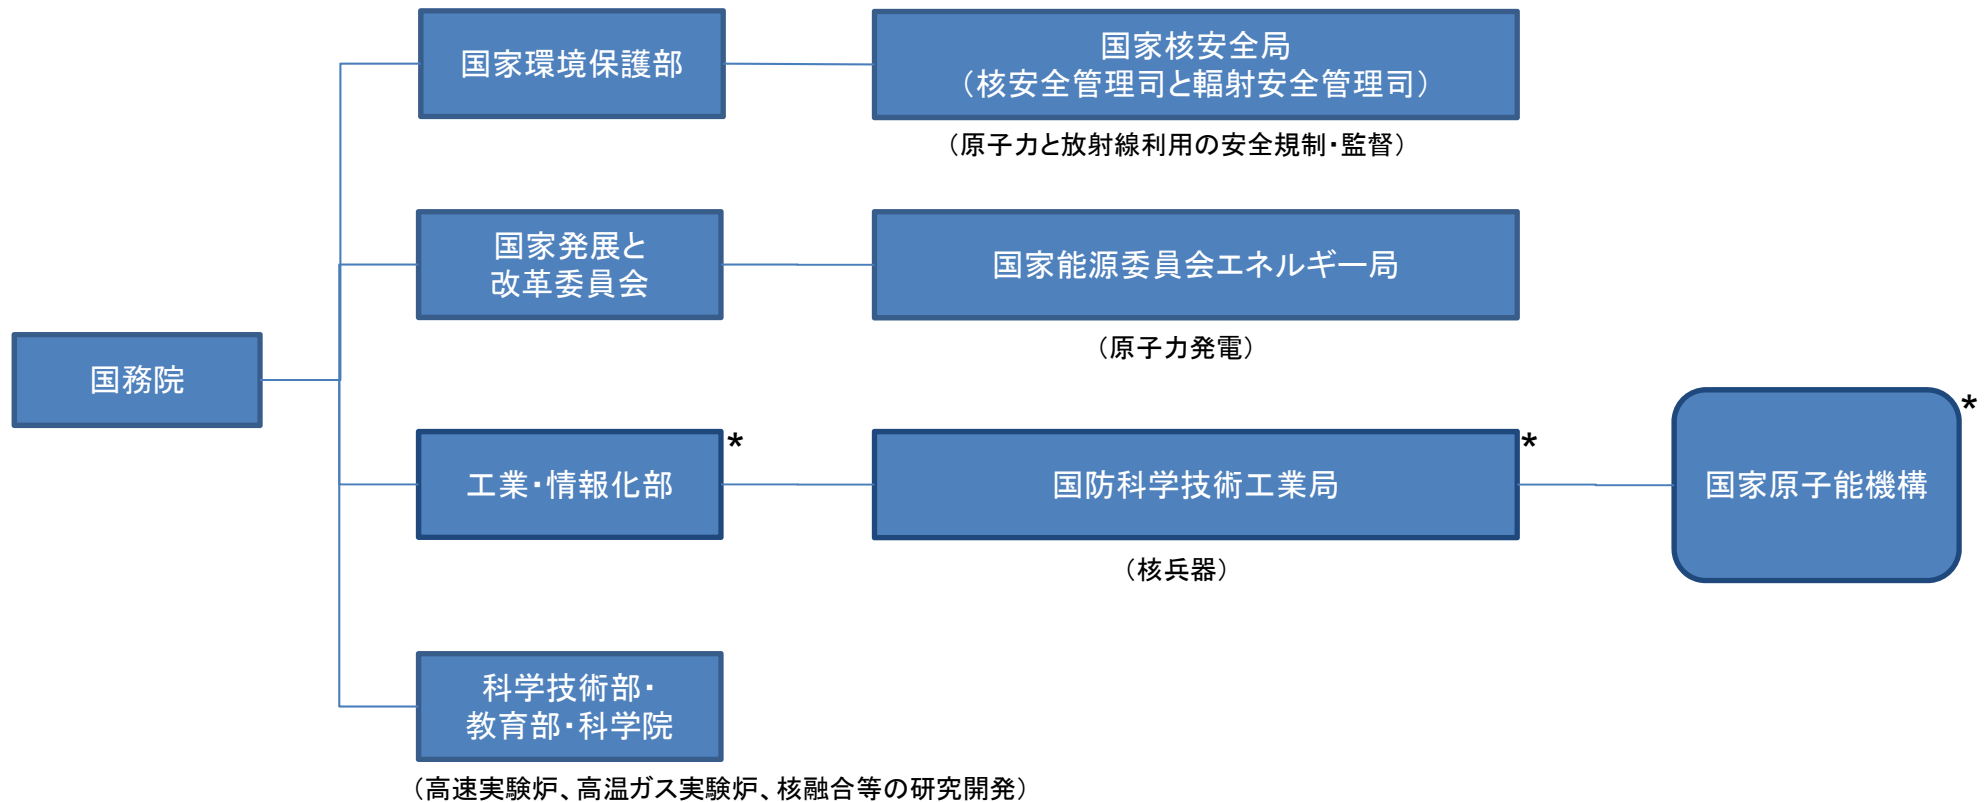 国家環境保護部
国家核安全局
（核安全管理司と輻射安全管理司）
（原子力と放射線利用の安全規制・監督）
国家発展と
改革委員会
国家能源委員会エネルギー局
（原子力発電）
国務院
工業・情報化部
*
国防科学技術工業局
*
国家原子能機構
*
（核兵器）
科学技術部・
教育部・科学院
（高速実験炉、高温ガス実験炉、核融合等の研究開発）